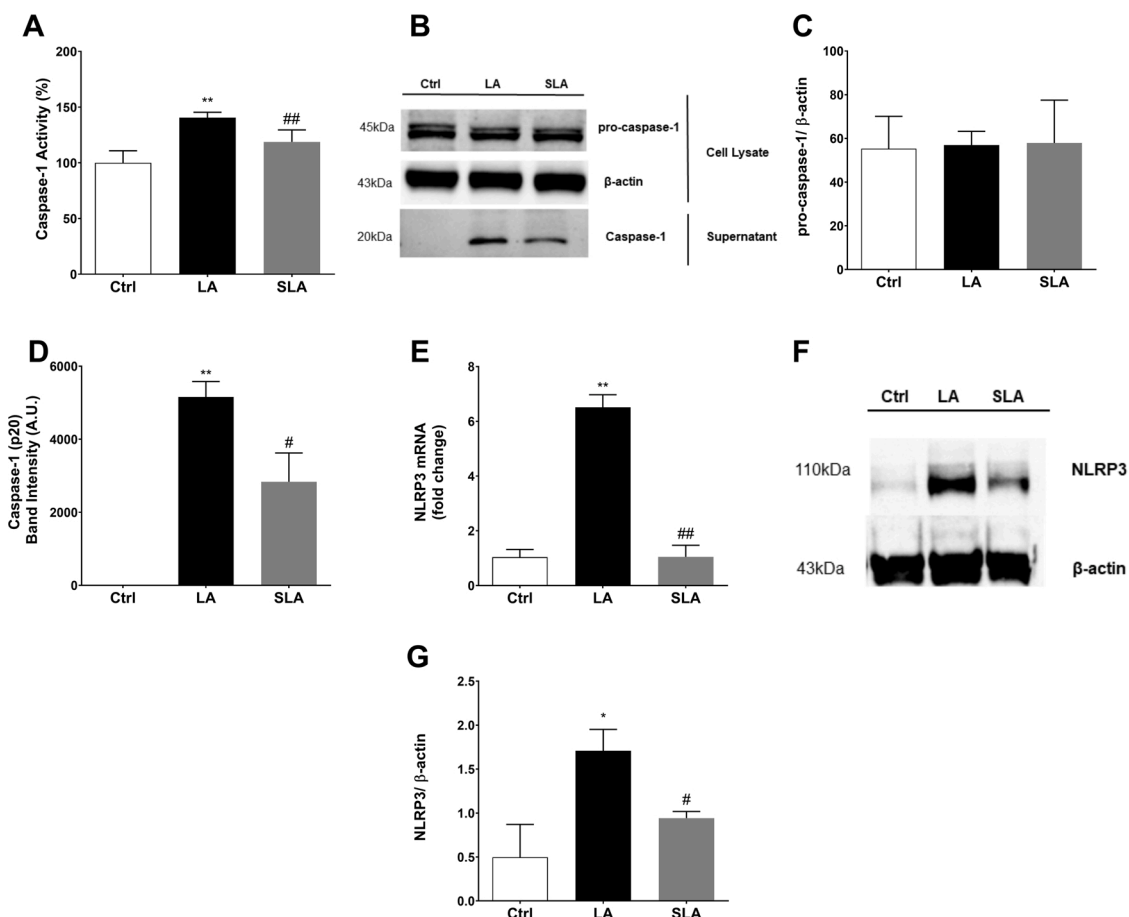 A
Caspase-1 Activity (%)
200
150
100
50
0
Ctrl LA SLA
**
##
B
Ctrl LA SLA
45kDa pro-caspase-1
Cell Lysate
43kDa β-actin
20kDa Caspase-1 Supernatant
C
pro-caspase-1/ β-actin
100
80
60
40
20
0
Ctrl LA SLA
D
Caspase-1 (p20)
Band Intensity (A.U.)
6000
4000
2000
0
Ctrl LA SLA
**
#
E
NLRP3 mRNA
(fold change)
8
6
4
2
0
Ctrl LA SLA
**
##
F
Ctrl LA SLA
110kDa NLRP3
43kDa β-actin
G
NLRP3/ β-actin
2.5
2.0
1.5
1.0
0.5
0.0
Ctrl LA SLA
*
#